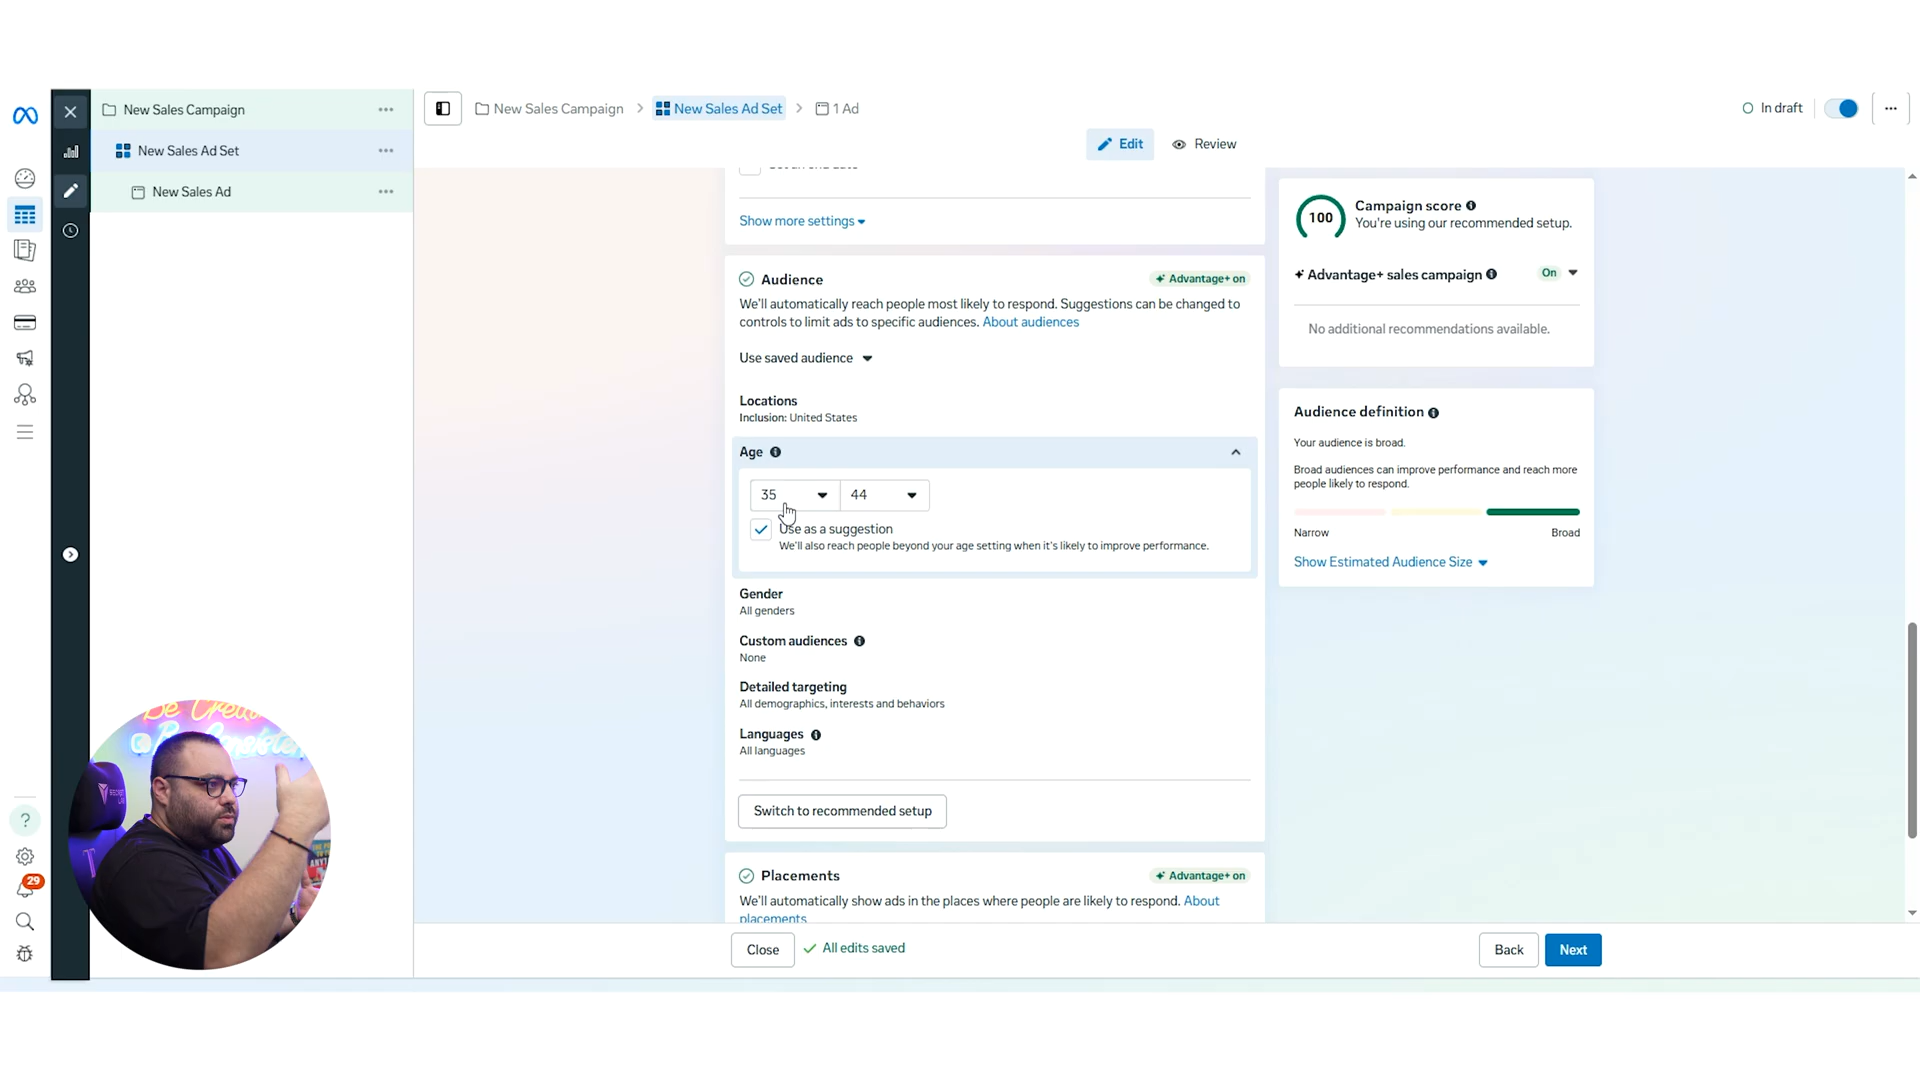 New Sales Campaign
New Sales Ad Set
New Sales Ad
New Sales Campaign
New Sales Ad Set
1 Ad
In draft
Edit
Review
Show more settings
Audience
Advantage+ on
We'll automatically reach people most likely to respond. Suggestions can be changed to
controls to limit ads to specific audiences. About audiences
Use saved audience
Locations
Inclusion: United States
Age
35
44
Use as a suggestion
We'll also reach people beyond your age setting when it's likely to improve performance.
Gender
All genders
Custom audiences
None
Detailed targeting
All demographics, interests and behaviors
Languages
All languages
Switch to recommended setup
Placements
Advantage+ on
We'll automatically show ads in the places where people are likely to respond. About
placements
Close
All edits saved
Back
Next
100
Campaign score
You're using our recommended setup.
Advantage+ sales campaign
On
No additional recommendations available.
Audience definition
Your audience is broad.
Broad audiences can improve performance and reach more
people likely to respond.
Narrow
Broad
Show Estimated Audience Size
29